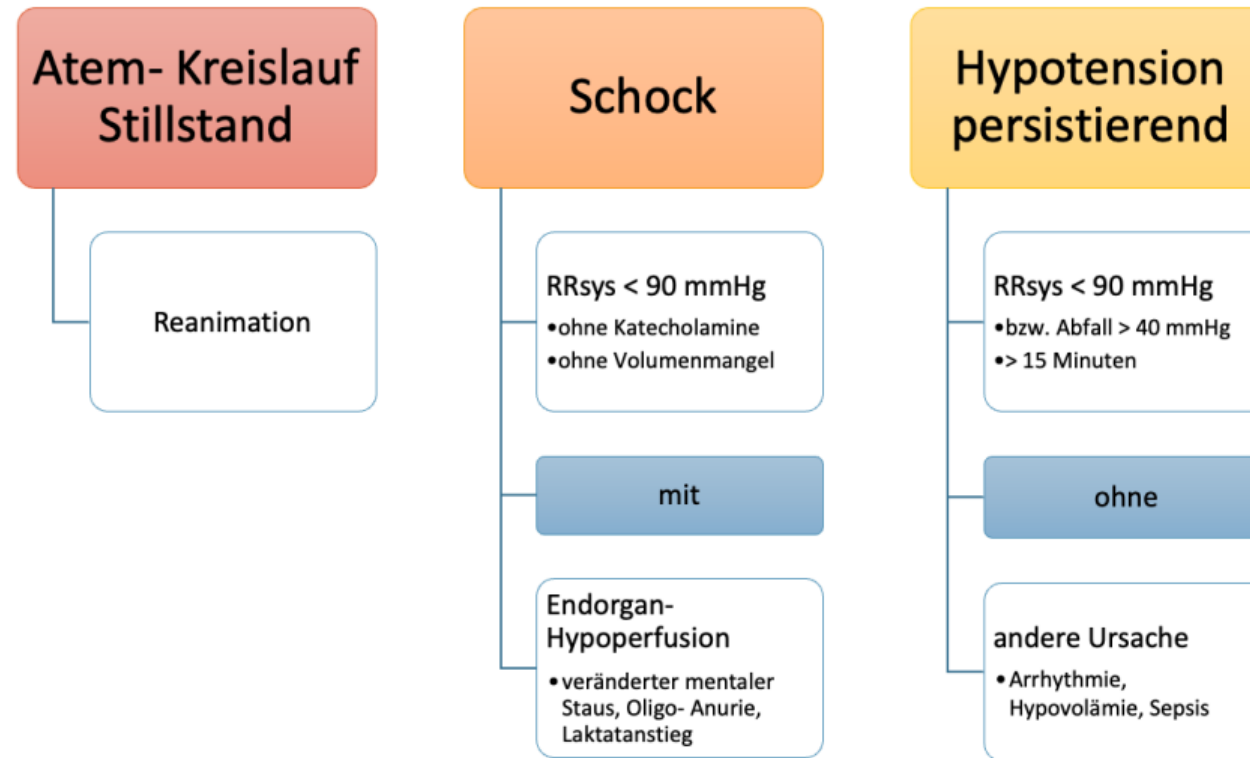 Atem- Kreislauf
Stillstand
Reanimation
Schock
RRsys < 90 mmHg
•ohne Katecholamine
•ohne Volumenmangel
mit
Endorgan-
Hypoperfusion
•veränderter mentaler
Staus, Oligo- Anurie,
Laktatanstieg
Hypotension
persistierend
RRsys < 90 mmHg
•bzw. Abfall > 40 mmHg
•> 15 Minuten
ohne
andere Ursache
•Arrhythmie,
Hypovolämie, Sepsis